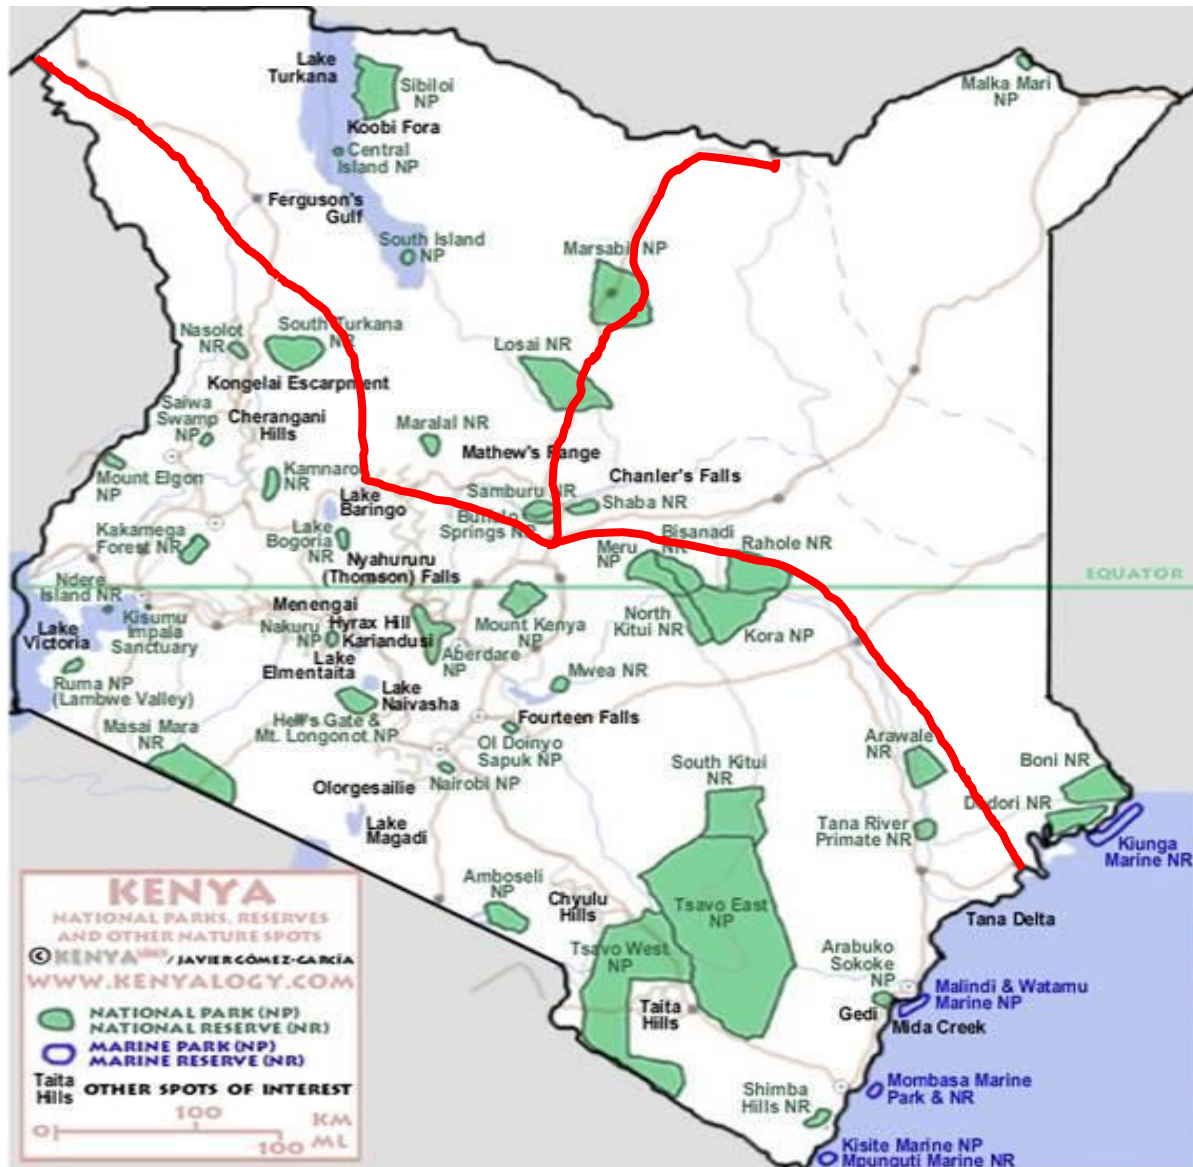 Lake
Turkana
Sibiloi
NP
Koobi Fora
Central
Island NP
Malka Mari
NP
Ferguson's
Gulf
South Island
NP
Marsabit NP
Nasolot
NR
South Turkana
NR
Losai NR
Kongelai Escarpment
Saiwa
Swamp
NP
Cherangani
Hills
Maralal NR
Mathew's Range
Chanler's Falls
Mount Elgon
NP
Kamnarok
NR
Lake
Baringo
Samburu NR
Shaba NR
Buffalo
Springs NP
Kakamega
Forest NR
Lake
Bogoria
NR
Nyahururu
(Thomson) Falls
Meru
NP
Bisanadi
NR
Rahole NR
EQUATOR
Ndere
Island NR
Kisumu
Impala
Sanctuary
Lake
Victoria
Menengai
Hyrax Hill
Nakuru
NP
Kariandusi
Lake
Elmentaita
Aberdare
NP
Mount Kenya
NP
North
Kitui NR
Kora NP
Mwea NR
Ruma NP
(Lambwe Valley)
Lake
Naivasha
Hell's Gate &
Mt. Longonot NP
Fourteen Falls
Masai Mara
NR
Ol Doinyo
Sapuk NP
Nairobi NP
Olorgesailie
Lake
Magadi
South Kitui
NR
Arawale
NR
Boni NR
Dodori NR
Tana River
Primate NR
Kiunga
Marine NR
Amboseli
NP
Chyulu
Hills
Tsavo East
NP
Tsavo West
NP
Tana Delta
Arabuko
Sokoke
NP
Malindi & Watamu
Marine NP
Gedi
Mida Creek
Taita
Hills
Mombasa Marine
Park & NR
Shimba
Hills NR
Kisite Marine NP
Mpunguti Marine NR
KENYA
NATIONAL PARKS, RESERVES
AND OTHER NATURE SPOTS
© KENYALOGY / JAVIER GÓMEZ-GARCÍA
WWW.KENYALOGY.COM
NATIONAL PARK (NP)
NATIONAL RESERVE (NR)
MARINE PARK (NP)
MARINE RESERVE (NR)
Taita
Hills
OTHER SPOTS OF INTEREST
0 100 KM
100 ML